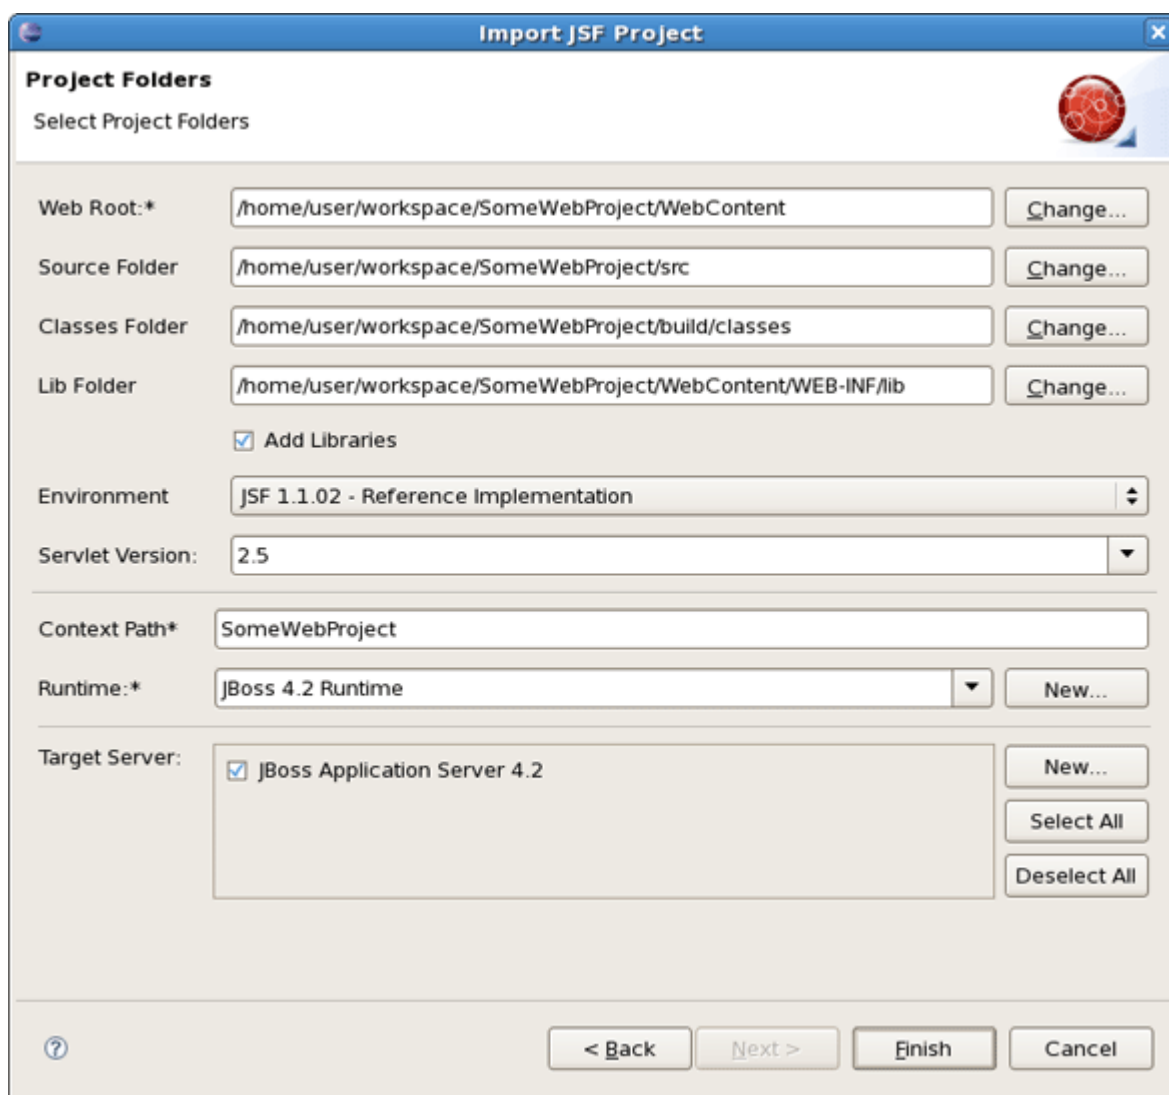 Import JSF Project
Project Folders
Select Project Folders
Web Root:* /home/user/workspace/SomeWebProject/WebContent Change...
Source Folder /home/user/workspace/SomeWebProject/src Change...
Classes Folder /home/user/workspace/SomeWebProject/build/classes Change...
Lib Folder /home/user/workspace/SomeWebProject/WebContent/WEB-INF/lib Change...
Add Libraries
Environment JSF 1.1.02 - Reference Implementation
Servlet Version: 2.5
Context Path* SomeWebProject
Runtime:* JBoss 4.2 Runtime New...
Target Server: JBoss Application Server 4.2 New...
Select All
Deselect All
? < Back Next > Finish Cancel